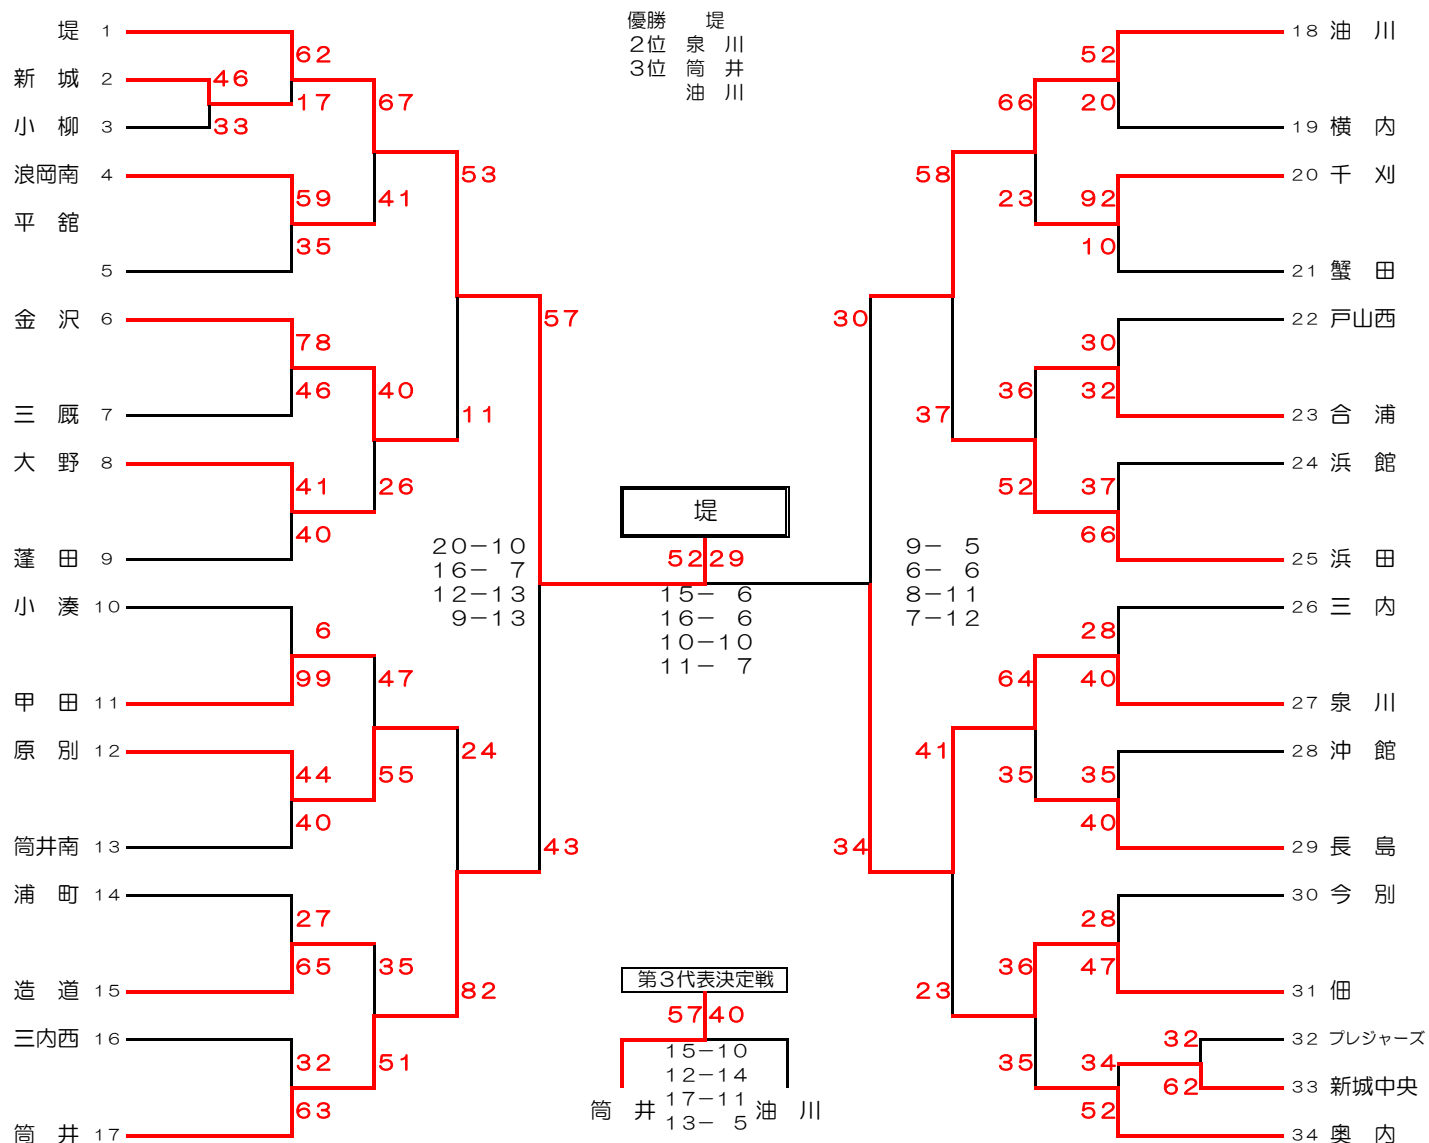 優勝 堤
2位 泉 川
3位 筒 井
油 川
堤 1
62
新 城 2
46
17
67
小 柳 3
33
浪岡南 4
53
59
41
平 舘
35
5
金 沢 6
57
78
46
40
三 厩 7
11
大 野 8
41
26
40
蓬 田 9
20-10
16- 7
12-13
9-13
小 湊 10
6
99
47
甲 田 11
原 別 12
24
44
55
40
筒井南 13
43
浦 町 14
27
65
35
造 道 15
82
三内西 16
32
51
63
筒 井 17
堤
52 29
15- 6
16- 6
10-10
11- 7
第3代表決定戦
57 40
15-10
12-14
17-11
13- 5
筒 井
油 川
18 油 川
52
66
20
19 横 内
58
20 千 刈
23
92
10
21 蟹 田
30
22 戸山西
30
36
32
37
23 合 浦
24 浜 館
52
37
66
25 浜 田
9- 5
6- 6
8-11
7-12
26 三 内
28
64
40
27 泉 川
41
28 沖 館
35
35
40
34
29 長 島
30 今 別
28
36
47
23
31 佃
32
32 プレジャーズ
35
34
62
33 新城中央
52
34 奥 内